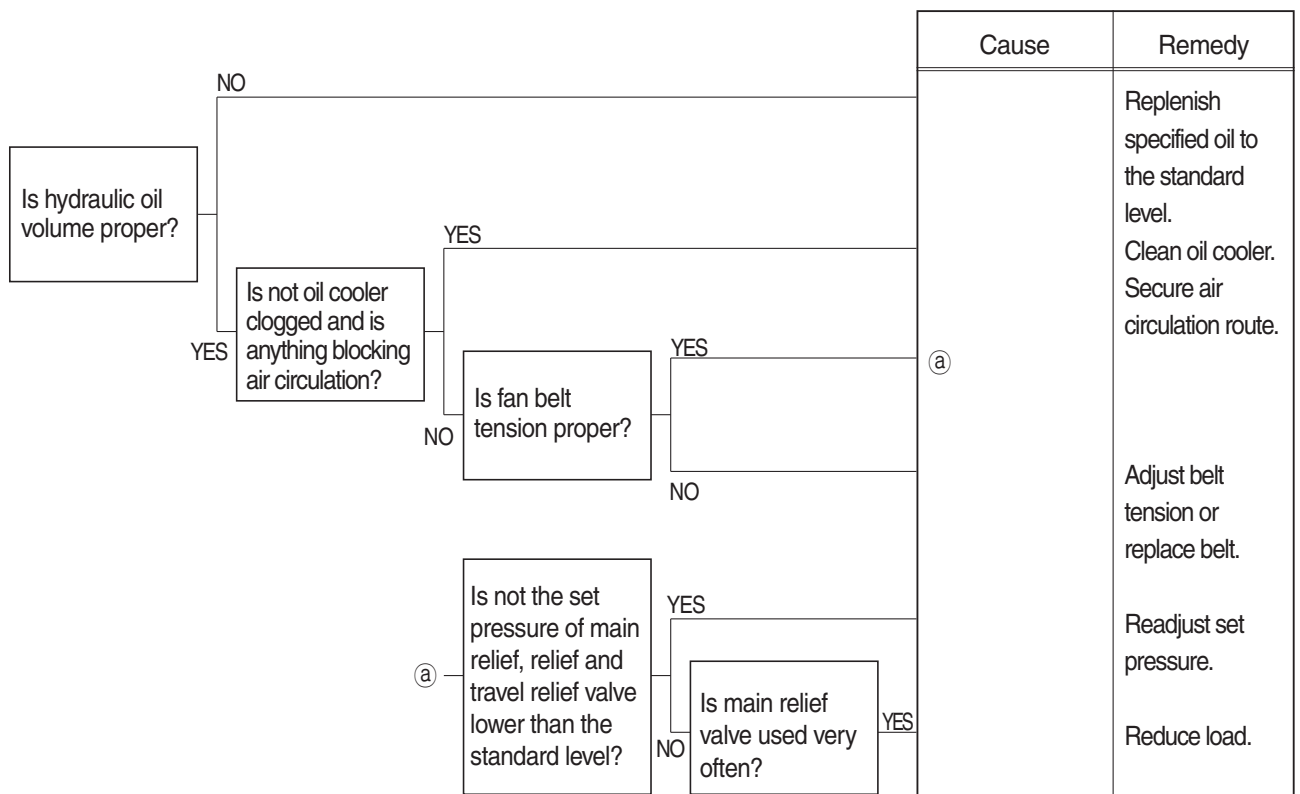 Cause
Remedy
NO
Replenish
specified oil to
the standard
level.
Is hydraulic oil
volume proper?
YES
Clean oil cooler.
Secure air
circulation route.
YES
Is not oil cooler
clogged and is
anything blocking
air circulation?
YES
ⓐ
NO
Is fan belt
tension proper?
NO
Adjust belt
tension or
replace belt.
ⓐ
Is not the set
pressure of main
relief, relief and
travel relief valve
lower than the
standard level?
YES
Readjust set
pressure.
NO
Is main relief
valve used very
often?
YES
Reduce load.